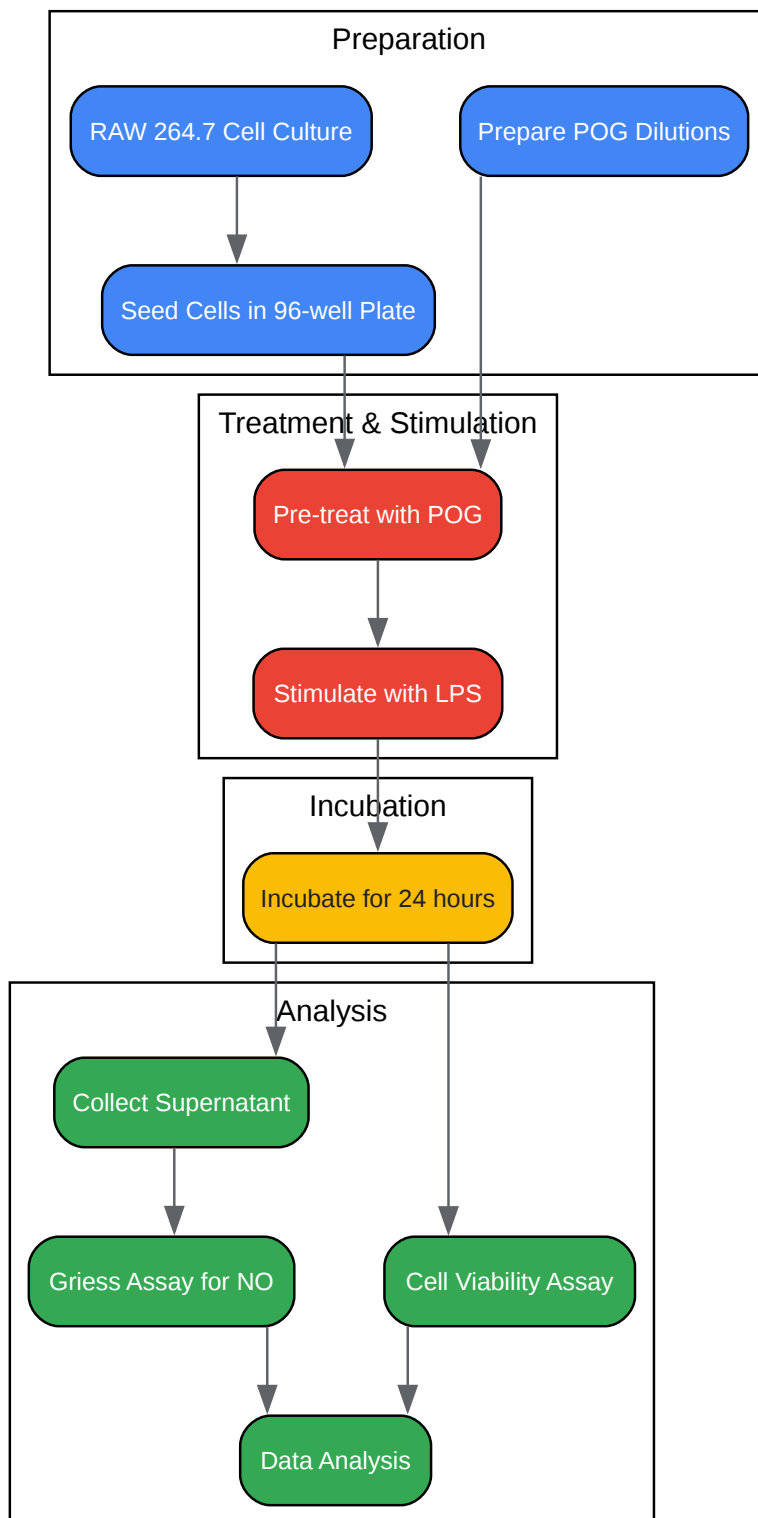 Preparation
RAW 264.7 Cell Culture
Prepare POG Dilutions
Seed Cells in 96-well Plate
Treatment & Stimulation
Pre-treat with POG
Stimulate with LPS
Incubation
Incubate for 24 hours
Analysis
Collect Supernatant
Griess Assay for NO
Cell Viability Assay
Data Analysis